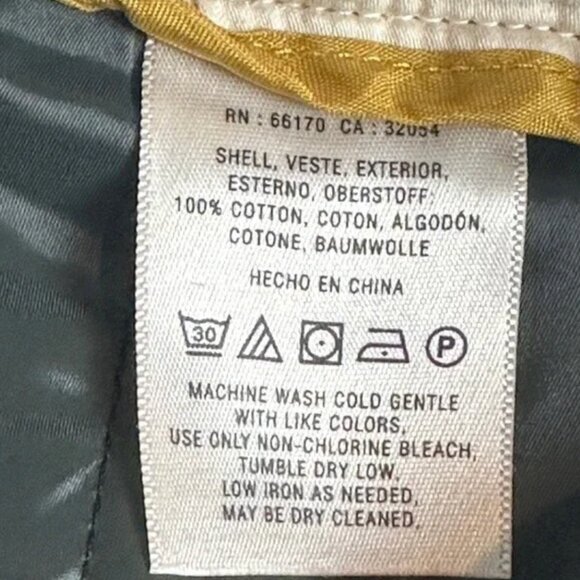 RN : 66170 CA : 32054
SHELL, VESTE, EXTERIOR,
ESTERNO, OBERSTOFF:
100% COTTON, COTON, ALGODÓN,
COTONE, BAUMWOLLE
HECHO EN CHINA
30 P
MACHINE WASH COLD GENTLE
WITH LIKE COLORS,
USE ONLY NON-CHLORINE BLEACH,
TUMBLE DRY LOW,
LOW IRON AS NEEDED,
MAY BE DRY CLEANED.